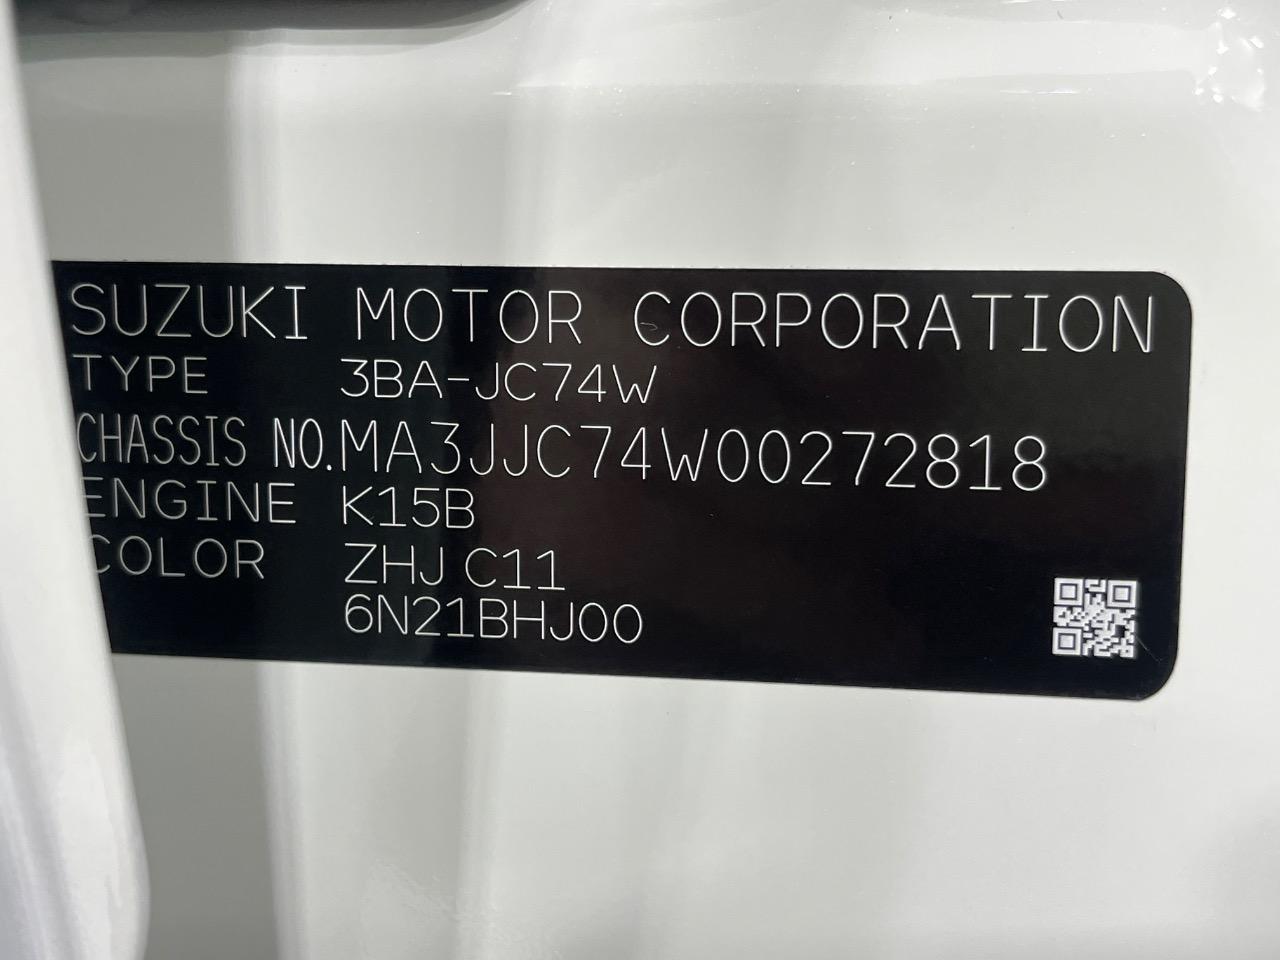 SUZUKI MOTOR CORPORATION
TYPE 3BA-JC74W
CHASSIS NO.MA3JJC74W00272818
ENGINE K15B
COLOR ZHJ C11
6N21BHJ00